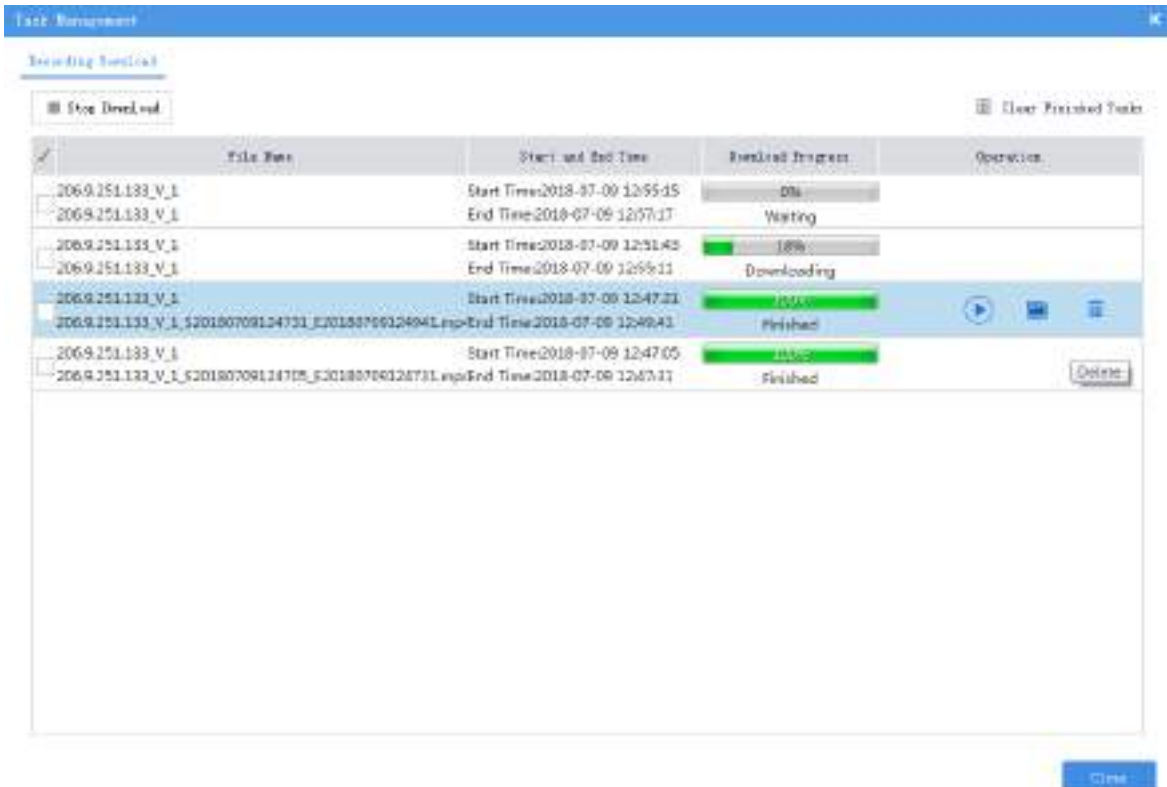 Task Management
Recording Download
Stop Download
Clear Finished Tasks
File Name Start and End Time Download Progress Operation
206.9.251.133_V_1 Start Time:2018-07-09 12:55:15 0%
206.9.251.133_V_1 End Time:2018-07-09 12:57:17 Waiting
206.9.251.133_V_1 Start Time:2018-07-09 12:51:43 18%
206.9.251.133_V_1 End Time:2018-07-09 12:55:11 Downloading
206.9.251.133_V_1 Start Time:2018-07-09 12:47:31 100%
206.9.251.133_V_1_S20180709124731_E20180709124941.mp4 End Time:2018-07-09 12:49:41 Finished
206.9.251.133_V_1 Start Time:2018-07-09 12:47:05 100%
206.9.251.133_V_1_S20180709124705_E20180709124731.mp4 End Time:2018-07-09 12:47:31 Finished
Delete
Close